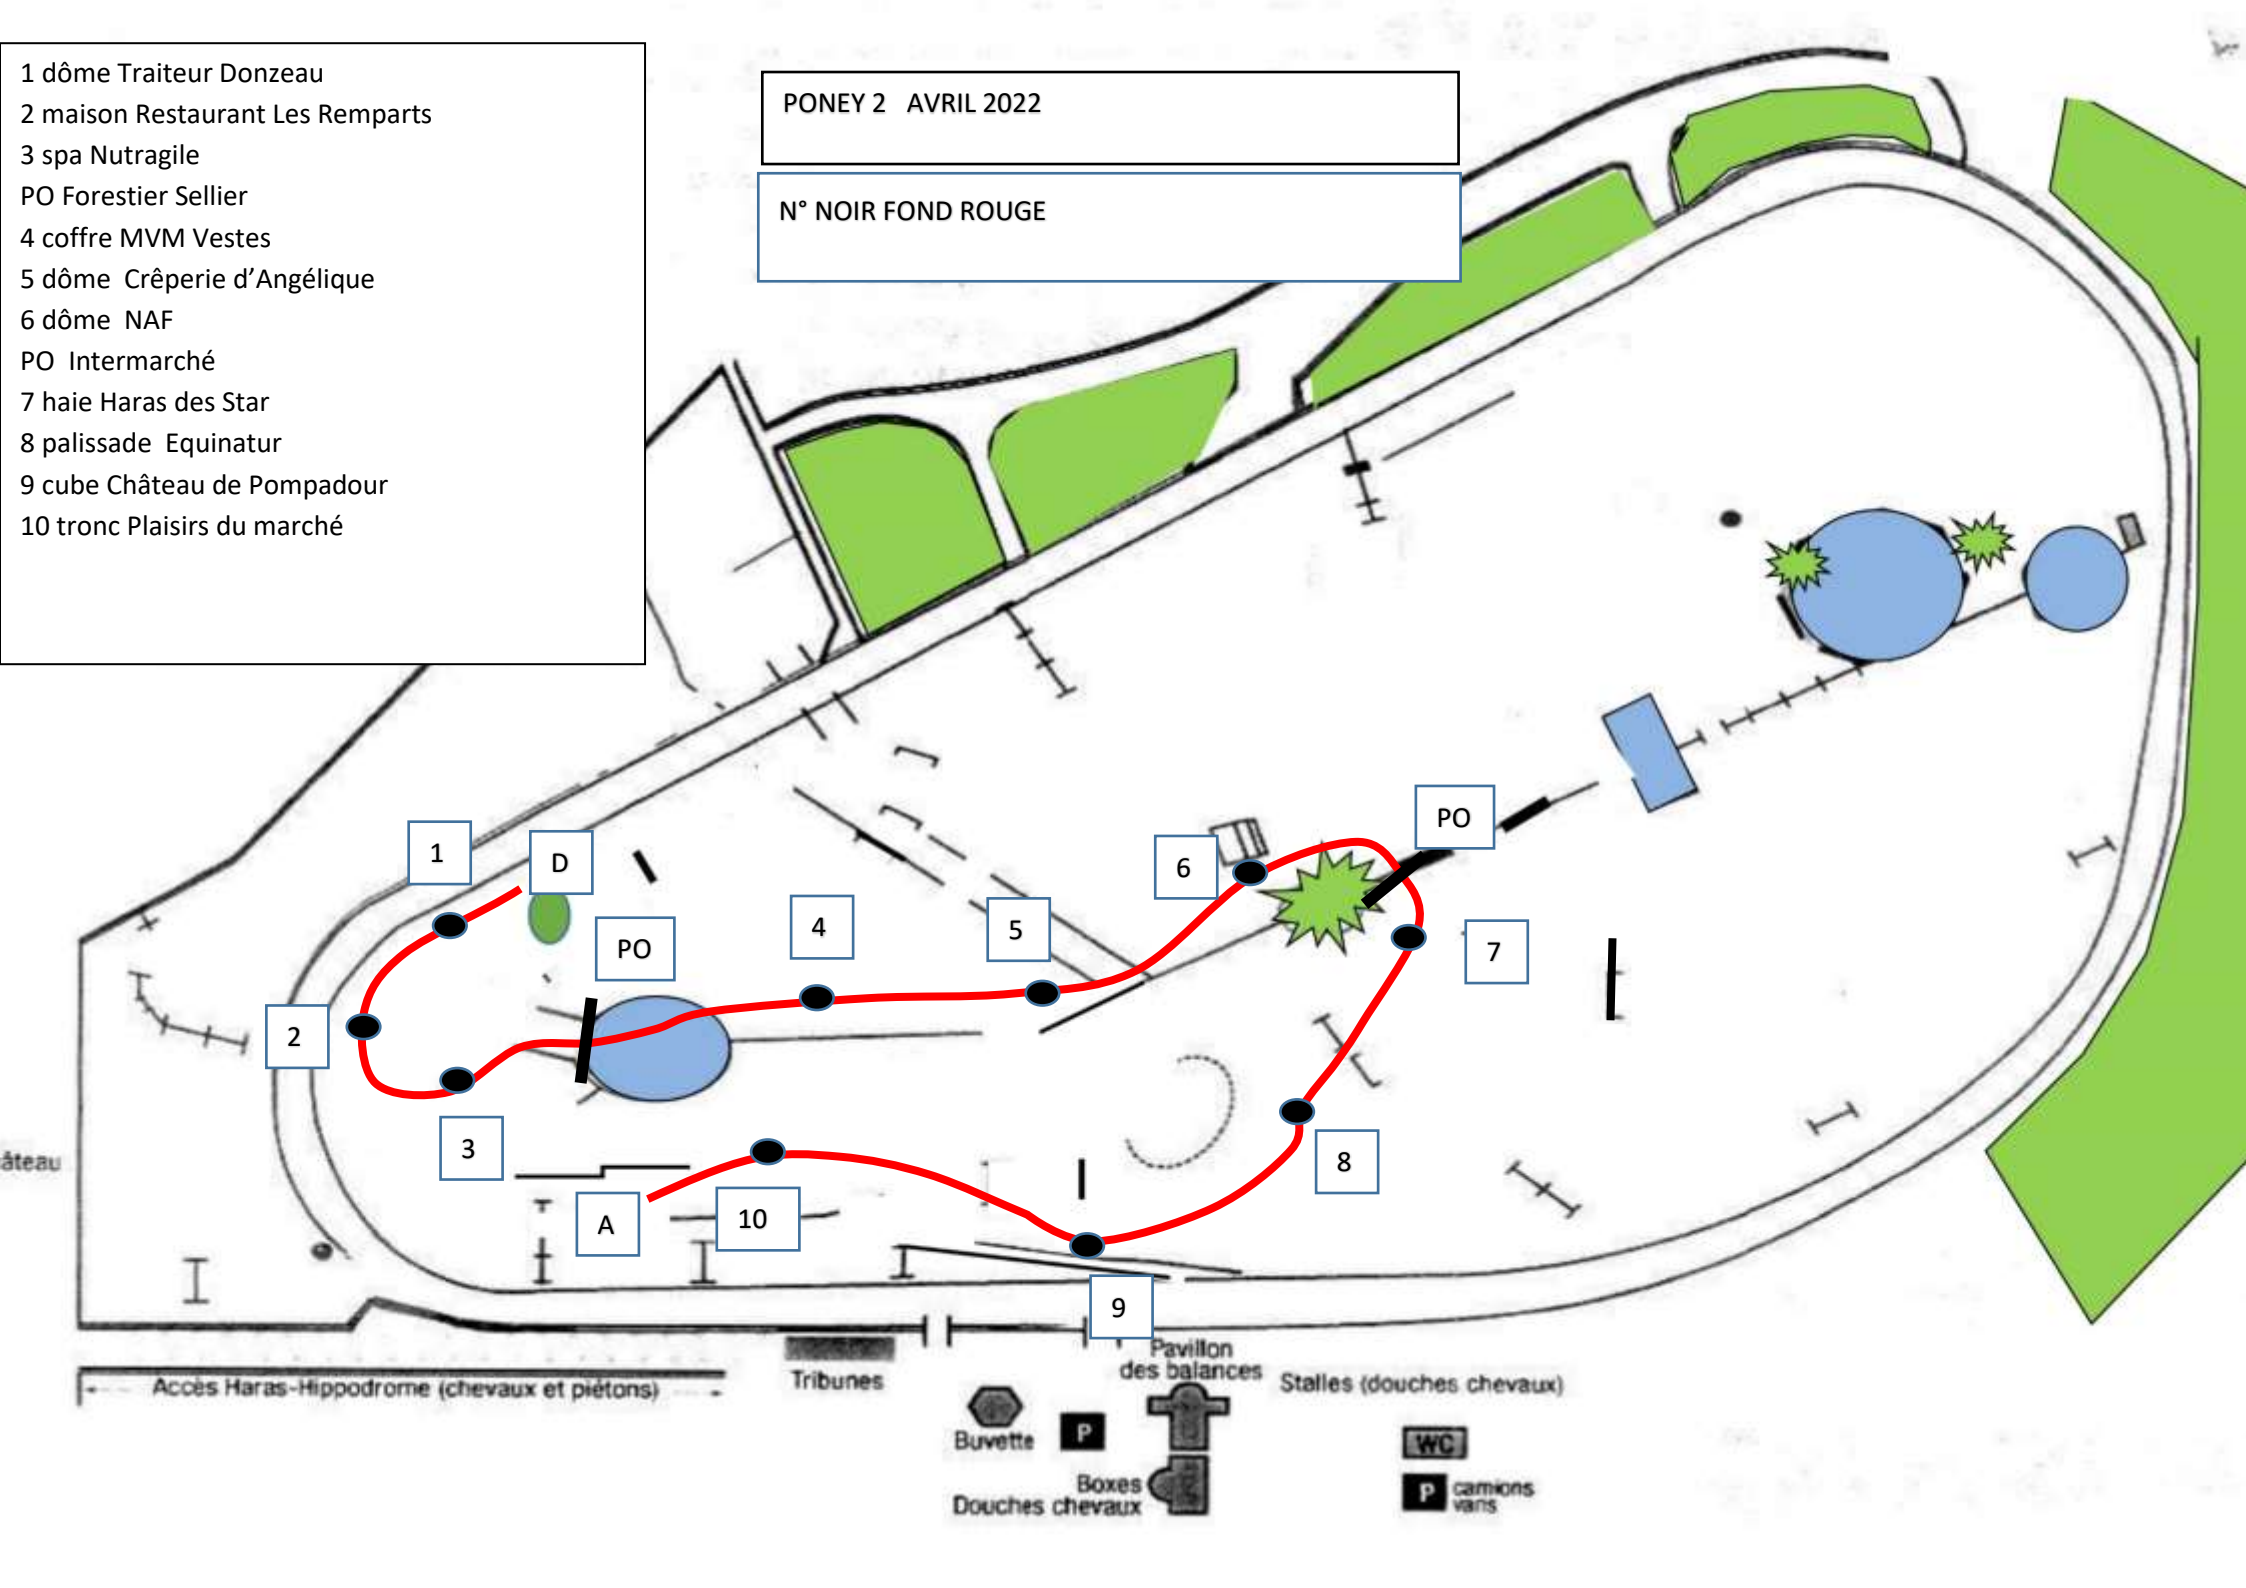 1 dôme Traiteur Donzeau
2 maison Restaurant Les Remparts
3 spa Nutragile
PO Forestier Sellier
4 coffre MVM Vestes
5 dôme  Crêperie d’Angélique
6 dôme  NAF
PO  Intermarché
7 haie Haras des Star
8 palissade  Equinatur
9 cube Château de Pompadour
10 tronc Plaisirs du marché
PONEY 2   AVRIL 2022
N° NOIR FOND ROUGE
PO
1
D
6
4
5
PO
7
2
3
8
âteau
A
10
9
Pavillon
des balances
Accès Haras-Hippodrome (chevaux et piétons)
Tribunes
Stalles (douches chevaux)
Buvette
P
WC
Boxes
Douches chevaux
P camions
vans